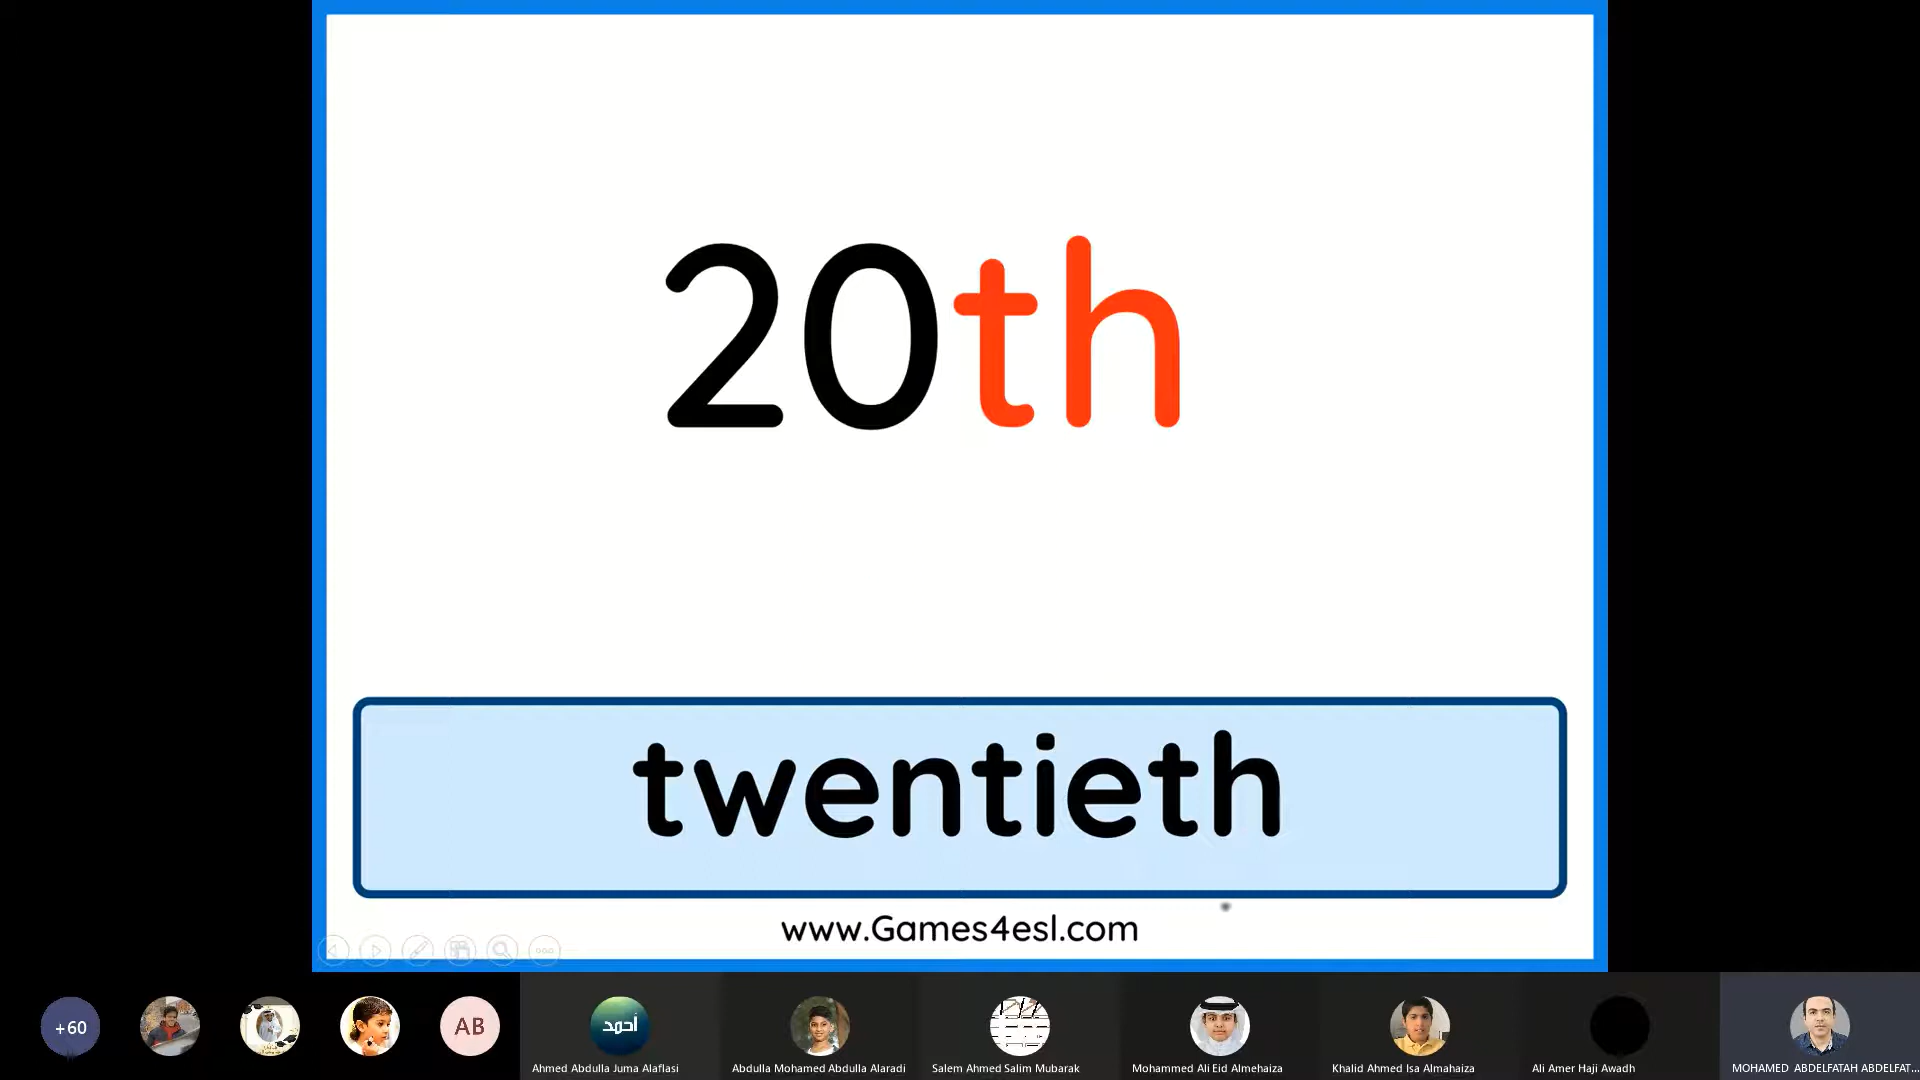 20th
twentieth
www.Games4esl.com
+60
AB
أحمد
Ahmed Abdulla Juma Alaflasi
Abdulla Mohamed Abdulla Alaradi
Salem Ahmed Salim Mubarak
Mohammed Ali Eid Almehaiza
Khalid Ahmed Isa Almahaiza
Ali Amer Haji Awadh
MOHAMED ABDELFATAH ABDELFAT...